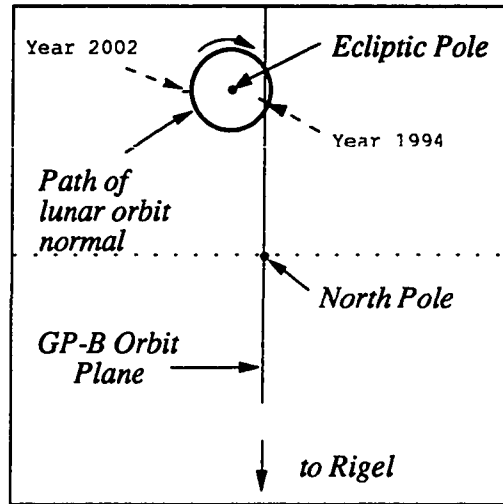 Year 2002
Ecliptic Pole
Year 1994
Path of
lunar orbit
normal
North Pole
GP-B Orbit
Plane
to Rigel